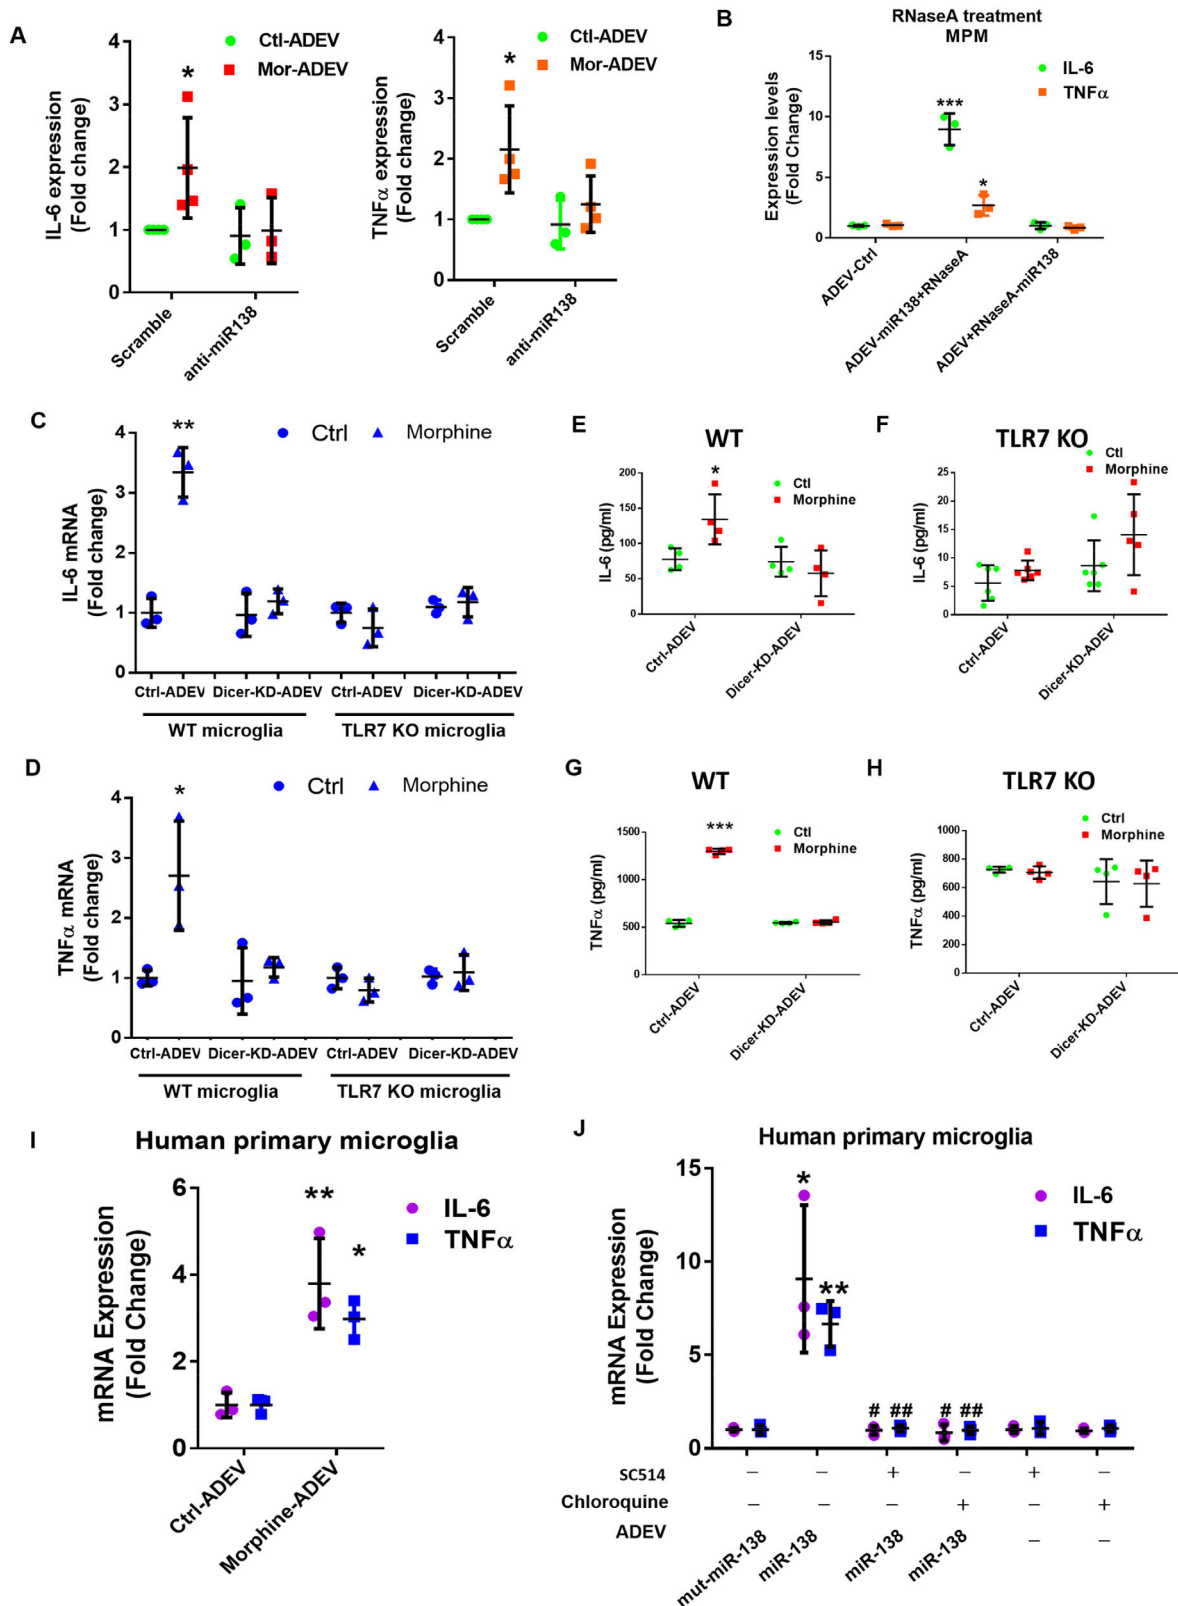 A
IL-6 expression
(Fold change)
4
3
2
1
0
Ctl-ADEV
Mor-ADEV
*
Scramble
anti-miR138
TNFα expression
(Fold change)
4
3
2
1
0
Ctl-ADEV
Mor-ADEV
*
Scramble
anti-miR138
B
RNaseA treatment
MPM
Expression levels
(Fold Change)
15
10
5
0
IL-6
TNFα
***
*
ADEV-Ctrl
ADEV-miR138+RNaseA
ADEV+RNaseA-miR138
C
IL-6 mRNA
(Fold change)
4
3
2
1
0
Ctrl
Morphine
**
Ctrl-ADEV Dicer-KD-ADEV Ctrl-ADEV Dicer-KD-ADEV
WT microglia TLR7 KO microglia
E
WT
IL-6 (pg/ml)
200
150
100
50
0
Ctl
Morphine
*
Ctrl-ADEV
Dicer-KD-ADEV
F
TLR7 KO
IL-6 (pg/ml)
25
20
15
10
5
0
Ctl
Morphine
Ctrl-ADEV
Dicer-KD-ADEV
D
TNFα mRNA
(Fold change)
4
3
2
1
0
Ctrl
Morphine
*
Ctrl-ADEV Dicer-KD-ADEV Ctrl-ADEV Dicer-KD-ADEV
WT microglia TLR7 KO microglia
G
WT
TNFα (pg/ml)
1500
1000
500
0
Ctl
Morphine
***
Ctrl-ADEV
Dicer-KD-ADEV
H
TLR7 KO
TNFα (pg/ml)
1000
800
600
400
200
0
Ctrl
Morphine
Ctrl-ADEV
Dicer-KD-ADEV
I
Human primary microglia
mRNA Expression
(Fold Change)
6
4
2
0
IL-6
TNFα
**
*
Ctrl-ADEV
Morphine-ADEV
J
Human primary microglia
mRNA Expression
(Fold Change)
15
10
5
0
IL-6
TNFα
*
**
# ## # ##
SC514 − − + − + −
Chloroquine − − − + − +
ADEV mut-miR-138 miR-138 miR-138 miR-138 − −